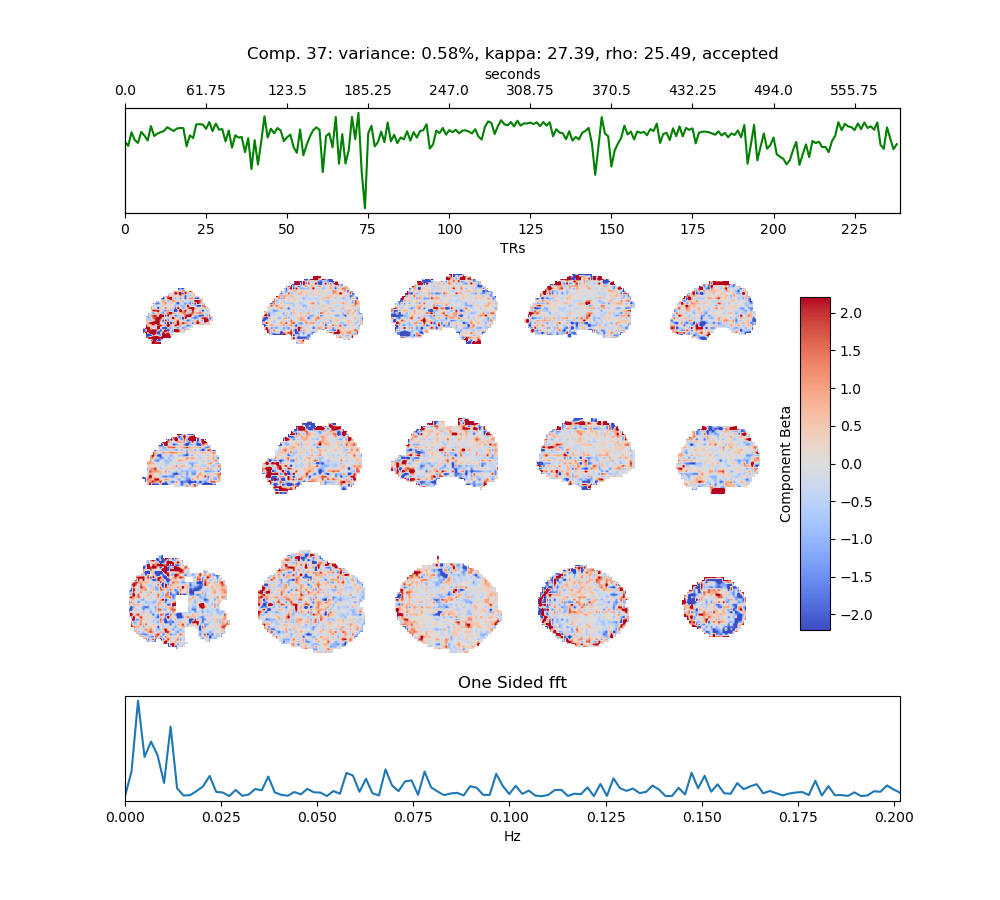 Comp. 37: variance: 0.58%, kappa: 27.39, rho: 25.49, accepted
seconds
0.0 61.75 123.5 185.25 247.0 308.75 370.5 432.25 494.0 555.75
0 25 50 75 100 125 150 175 200 225
TRs
Component Beta
2.0
1.5
1.0
0.5
0.0
−0.5
−1.0
−1.5
−2.0
One Sided fft
0.000 0.025 0.050 0.075 0.100 0.125 0.150 0.175 0.200
Hz